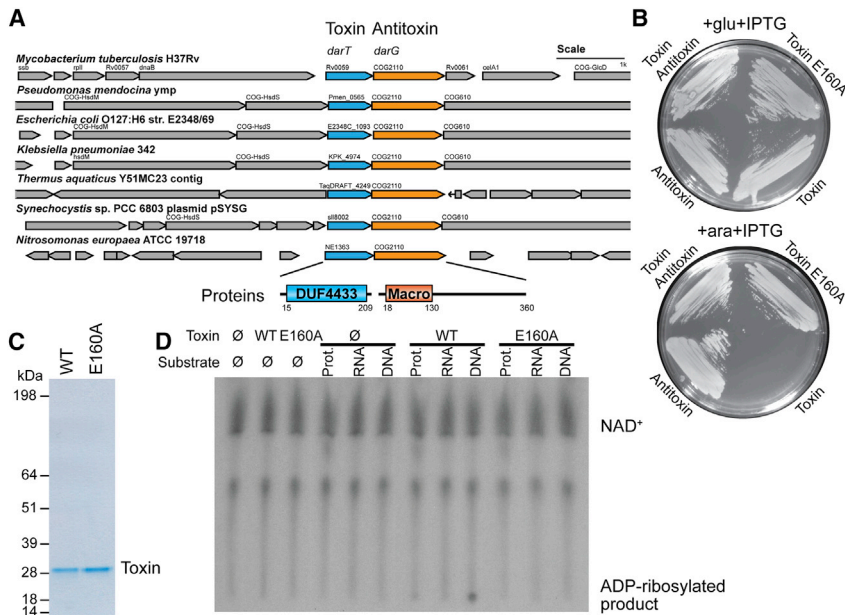 A
Toxin Antitoxin
darT darG
Scale
1k
Mycobacterium tuberculosis H37Rv
ssb rplI Rv0057 dnaB Rv0059 COG2110 Rv0061 celA1 COG-GlcD
Pseudomonas mendocina ymp
COG-HsdM COG-HsdS Pmen_0565 COG2110 COG610
Escherichia coli O127:H6 str. E2348/69
COG-HsdM COG-HsdS E2348C_1093 COG2110 COG610
Klebsiella pneumoniae 342
hsdM COG-HsdS KPK_4974 COG2110 COG610
Thermus aquaticus Y51MC23 contig
TaqDRAFT_4249 COG2110
Synechocystis sp. PCC 6803 plasmid pSYSG
COG-HsdS sll8002 COG2110 COG610
Nitrosomonas europaea ATCC 19718
NE1363 COG2110
Proteins DUF4433 Macro
15 209 18 130 360
B
+glu+IPTG
Toxin
Antitoxin
Toxin E160A
Antitoxin
Toxin
+ara+IPTG
Toxin
Antitoxin
Toxin E160A
Antitoxin
Toxin
C
WT E160A
kDa
198
64
51
39
28
19
18
14
Toxin
D
Toxin Ø WT E160A Ø WT E160A
Substrate Ø Ø Ø Prot. RNA DNA Prot. RNA DNA Prot. RNA DNA
NAD+
ADP-ribosylated
product